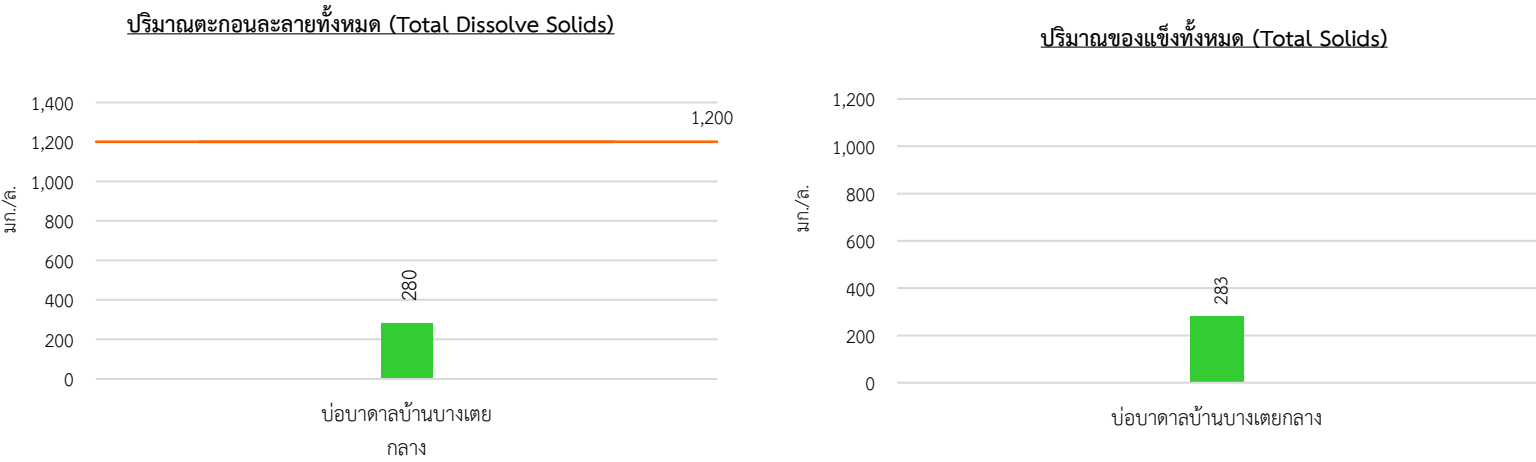 ปริมาณตะกอนละลายทั้งหมด (Total Dissolve Solids)
1,400
1,200
1,200
1,000
800
600
400
200
0
มก./ล.
280
บ่อบาดาลบ้านบางเตย
กลาง
ปริมาณของแข็งทั้งหมด (Total Solids)
1,200
1,000
800
600
400
200
0
มก./ล.
283
บ่อบาดาลบ้านบางเตยกลาง